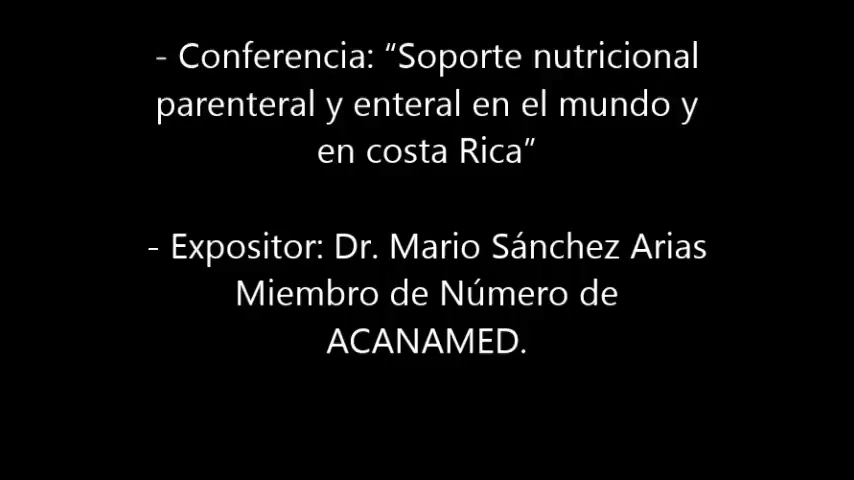 - Conferencia: “Soporte nutricional
parenteral y enteral en el mundo y
en costa Rica”
- Expositor: Dr. Mario Sánchez Arias
Miembro de Número de
ACANAMED.